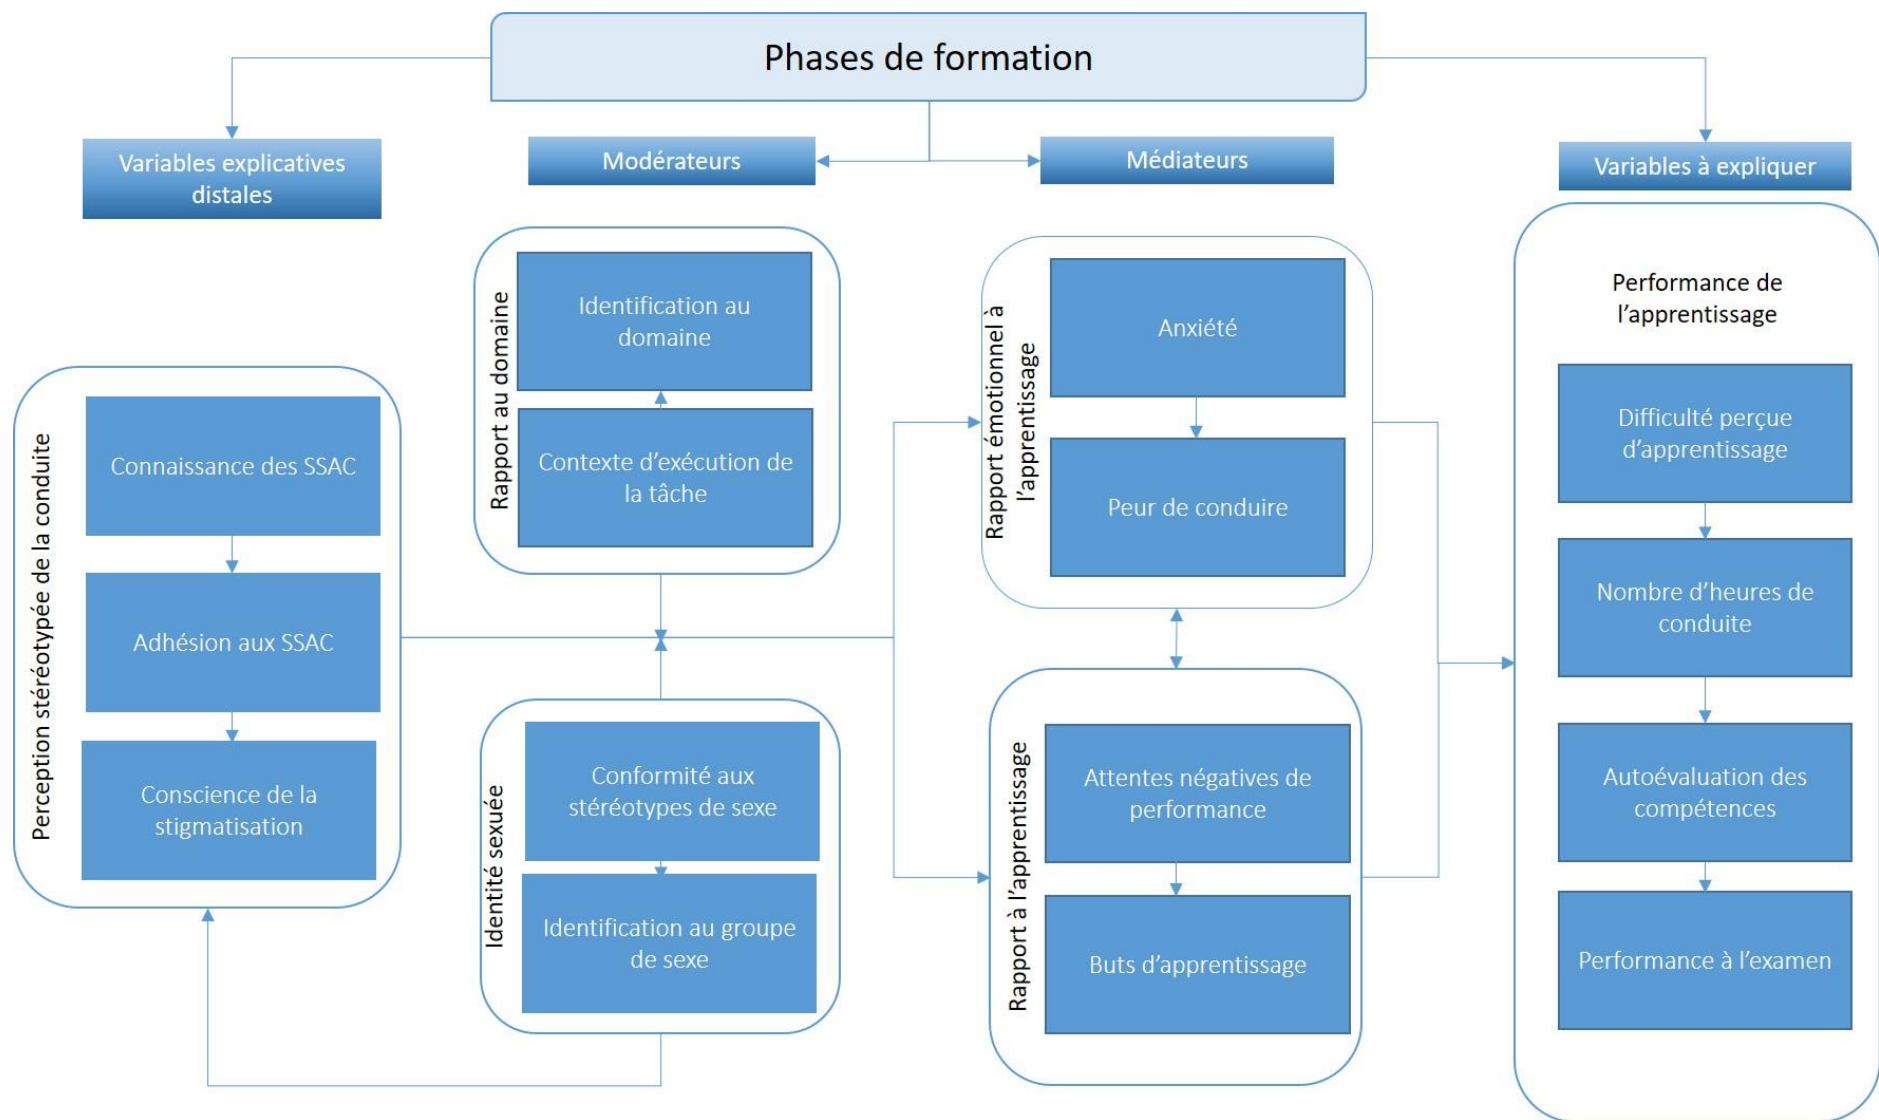 Phases de formation
Variables explicatives
distales
Modérateurs
Médiateurs
Variables à expliquer
Perception stéréotypée de la conduite
Connaissance des SSAC
Adhésion aux SSAC
Conscience de la
stigmatisation
Rapport au domaine
Identification au
domaine
Contexte d'exécution de
la tâche
Identité sexuée
Conformité aux
stéréotypes de sexe
Identification au groupe
de sexe
Rapport émotionnel à
l'apprentissage
Anxiété
Peur de conduire
Rapport à l'apprentissage
Attentes négatives de
performance
Buts d'apprentissage
Performance de
l'apprentissage
Difficulté perçue
d'apprentissage
Nombre d'heures de
conduite
Autoévaluation des
compétences
Performance à l'examen